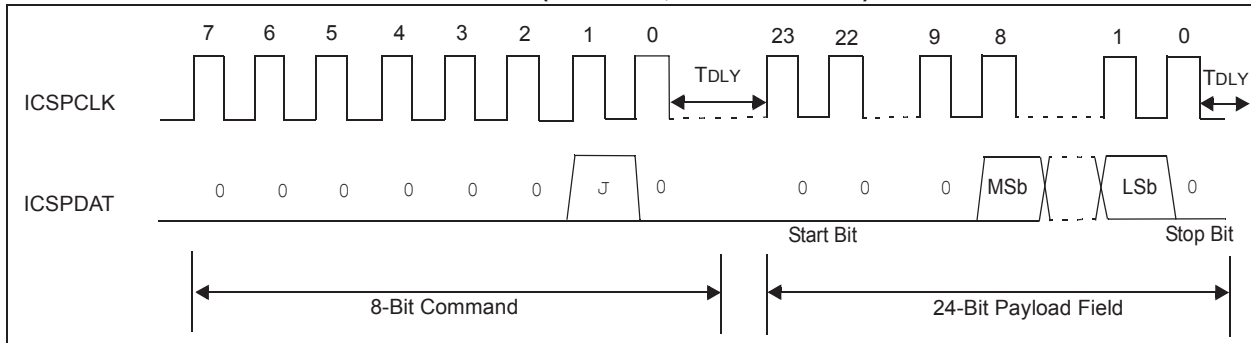 7 6 5 4 3 2 1 0 23 22 9 8 1 0
TDLY TDLY
ICSPCLK
ICSPDAT
0 0 0 0 0 0 J 0 0 0 0 MSb LSb 0
Start Bit Stop Bit
8-Bit Command 24-Bit Payload Field